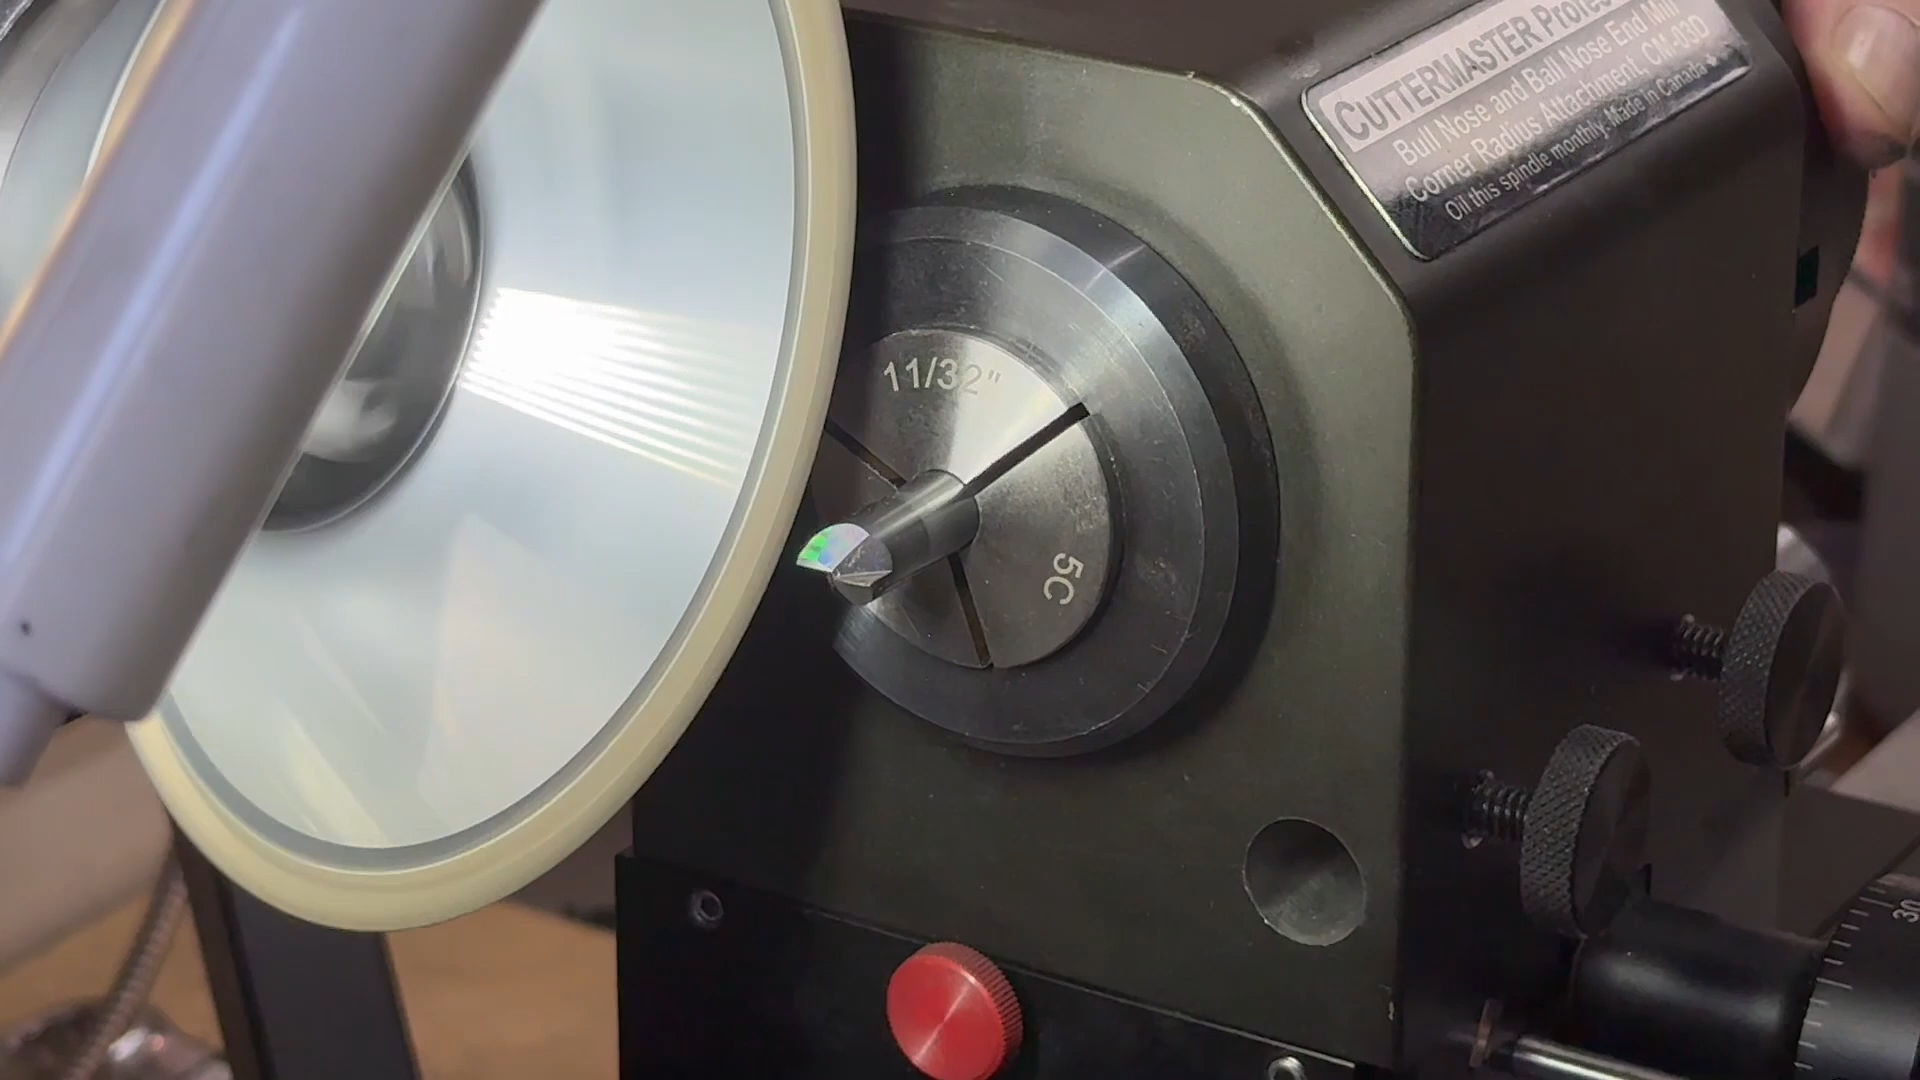 CUTTERMASTER
Bull Nose and Ball Nose End Mill
Corner Radius Attachment. CM-03D
Oil this spindle monthly. Made in Canada
11/32"
5C
30